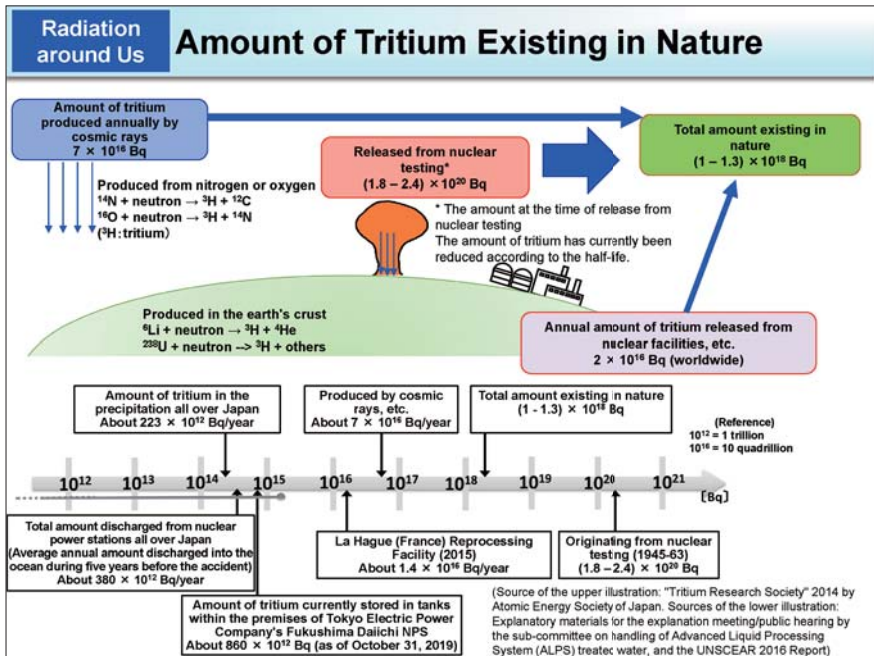 Radiation
around Us
Amount of Tritium Existing in Nature
Amount of tritium
produced annually by
cosmic rays
7 × 10¹⁶ Bq
Released from nuclear
testing*
(1.8 – 2.4) ×10²⁰ Bq
Total amount existing in
nature
(1 – 1.3) ×10¹⁸ Bq
Produced from nitrogen or oxygen
¹⁴N + neutron → ³H + ¹²C
¹⁶O + neutron → ³H + ¹⁴N
(³H:tritium)
* The amount at the time of release from
nuclear testing
The amount of tritium has currently been
reduced according to the half-life.
Produced in the earth's crust
⁶Li + neutron → ³H + ⁴He
²³⁸U + neutron --> ³H + others
Annual amount of tritium released from
nuclear facilities, etc.
2 × 10¹⁶ Bq (worldwide)
Amount of tritium in the
precipitation all over Japan
About 223 × 10¹² Bq/year
Produced by cosmic
rays, etc.
About 7 × 10¹⁶ Bq/year
Total amount existing in nature
(1 - 1.3) × 10¹⁸ Bq
(Reference)
10¹² = 1 trillion
10¹⁶ = 10 quadrillion
10¹² 10¹³ 10¹⁴ 10¹⁵ 10¹⁶ 10¹⁷ 10¹⁸ 10¹⁹ 10²⁰ 10²¹
[Bq]
Total amount discharged from nuclear
power stations all over Japan
(Average annual amount discharged into the
ocean during five years before the accident)
About 380 × 10¹² Bq/year
Amount of tritium currently stored in tanks
within the premises of Tokyo Electric Power
Company's Fukushima Daiichi NPS
About 860 × 10¹² Bq (as of October 31, 2019)
La Hague (France) Reprocessing
Facility (2015)
About 1.4 × 10¹⁶ Bq/year
Originating from nuclear
testing (1945-63)
(1.8 – 2.4) × 10²⁰ Bq
(Source of the upper illustration: "Tritium Research Society" 2014 by
Atomic Energy Society of Japan. Sources of the lower illustration:
Explanatory materials for the explanation meeting/public hearing by
the sub-committee on handling of Advanced Liquid Processing
System (ALPS) treated water, and the UNSCEAR 2016 Report)